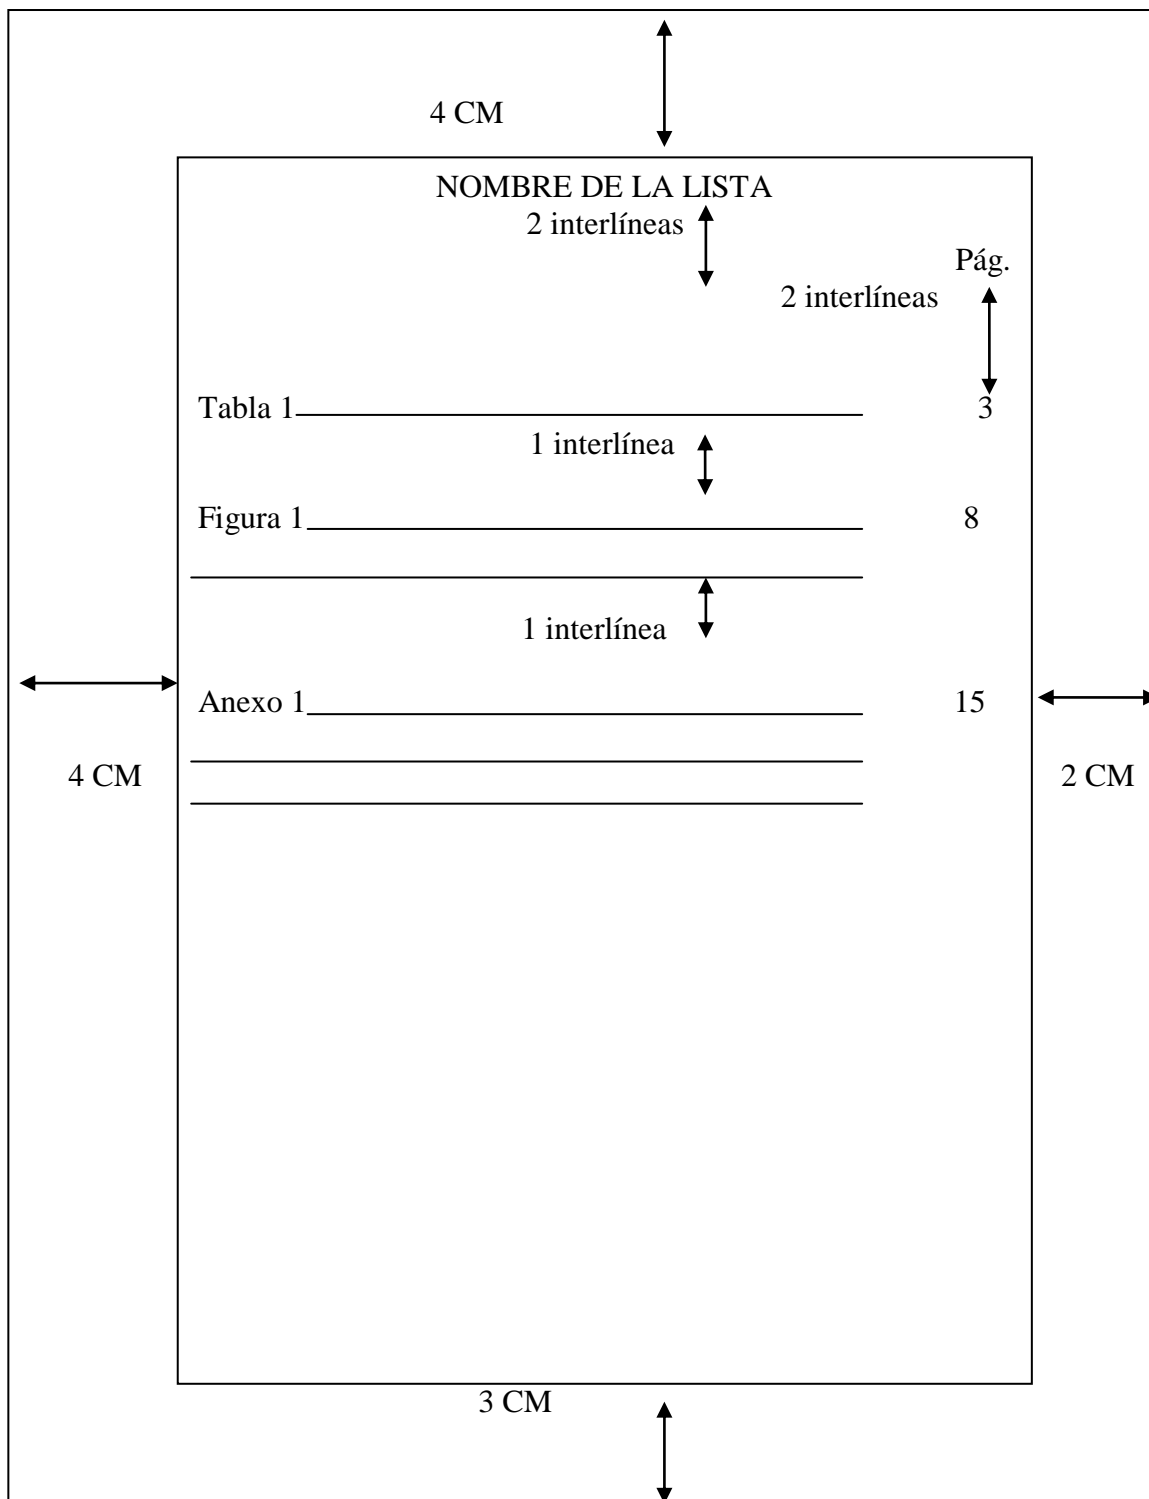 4 CM
NOMBRE DE LA LISTA
2 interlíneas
Pág.
2 interlíneas
Tabla 1 3
1 interlínea
Figura 1 8
1 interlínea
Anexo 1 15
4 CM 2 CM
3 CM